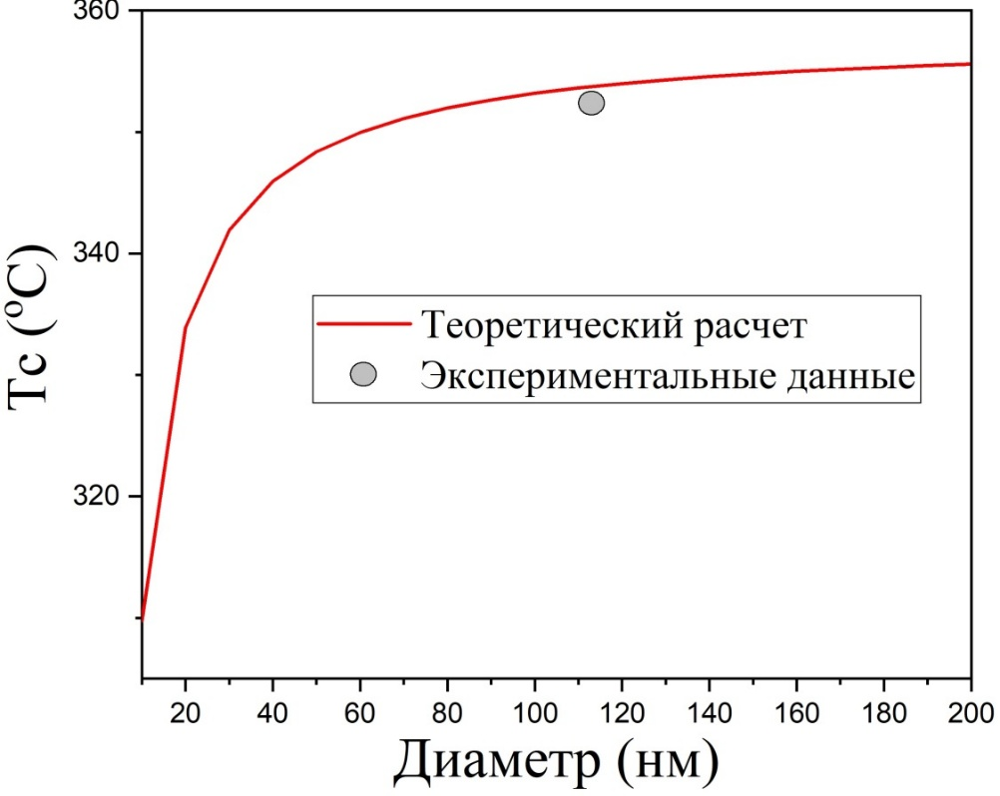 360
340
320
Tc (°C)
Теоретический расчет
Экспериментальные данные
20 40 60 80 100 120 140 160 180 200
Диаметр (нм)